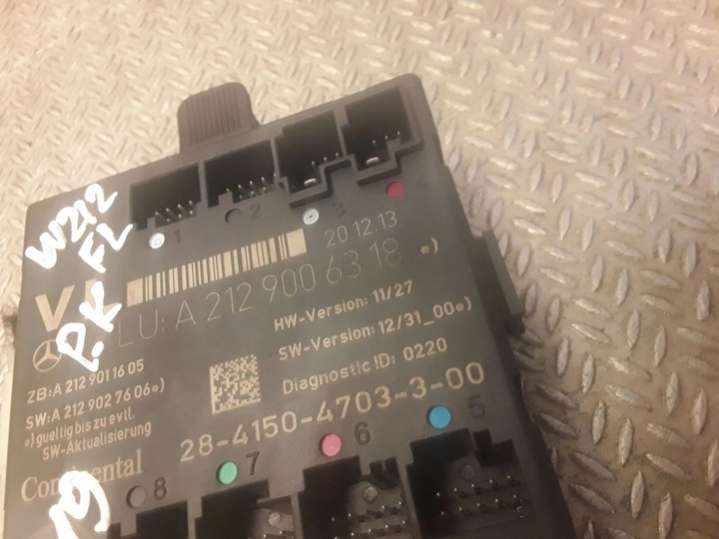 W212
FL
P.K
1 2 3 4
20 12 13
LU: A 212 900 63 18 *)
HW-Version: 11/27
SW-Version: 12/31_00*)
Diagnostic ID: 0220
ZB:A 212 901 16 05
SW:A 212 902 76 06*)
*) gueltig bis zu evtl.
SW-Aktualisierung
28-4150-4703-3-00
Continental
8 7 6 5
19